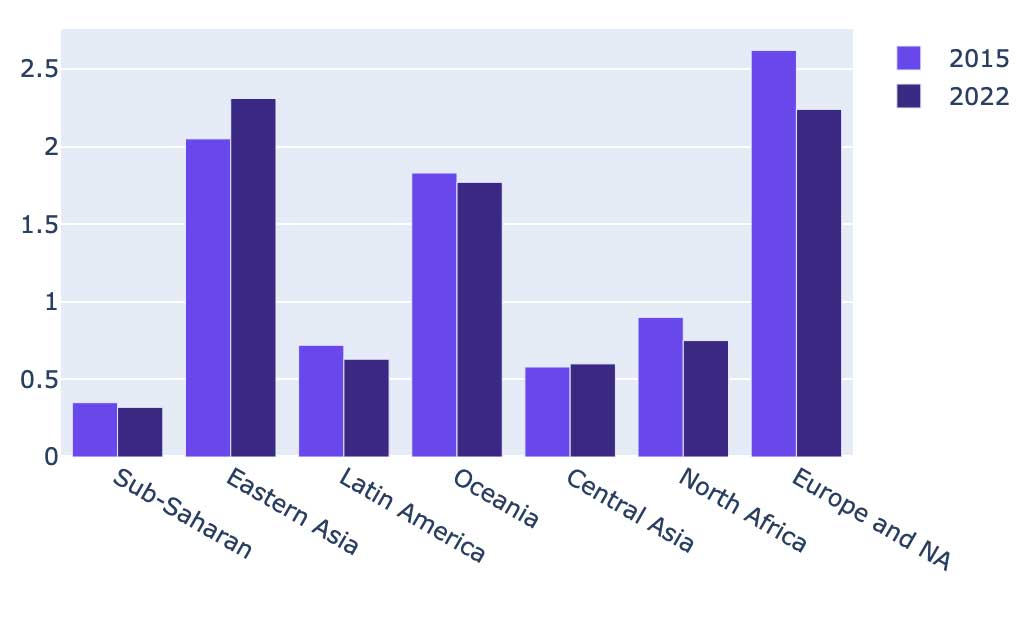 2.5
2
1.5
1
0.5
0
Sub-Saharan
Eastern Asia
Latin America
Oceania
Central Asia
North Africa
Europe and NA
2015
2022